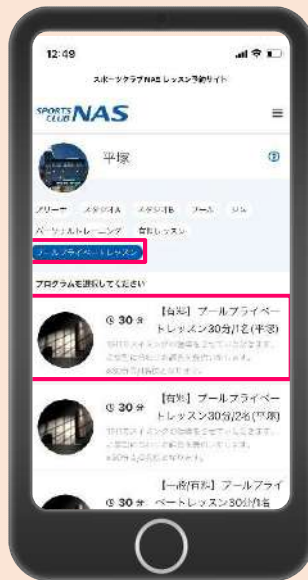 12:49
スポーツクラブNAS レッスン予約サイト
SPORTS CLUB NAS
平塚
アリーナ スタジオA スタジオB プール ジム
パーソナルトレーニング 有料レッスン
プールプライベートレッスン
プログラムを選択してください
【有料】プールプライベー
30分 トレッスン30分/1名(平塚)
【有料】プールプライベー
30分 トレッスン30分/2名(平塚)
【一般/有料】プールプライ
30分 ベートレッスン30分/1名